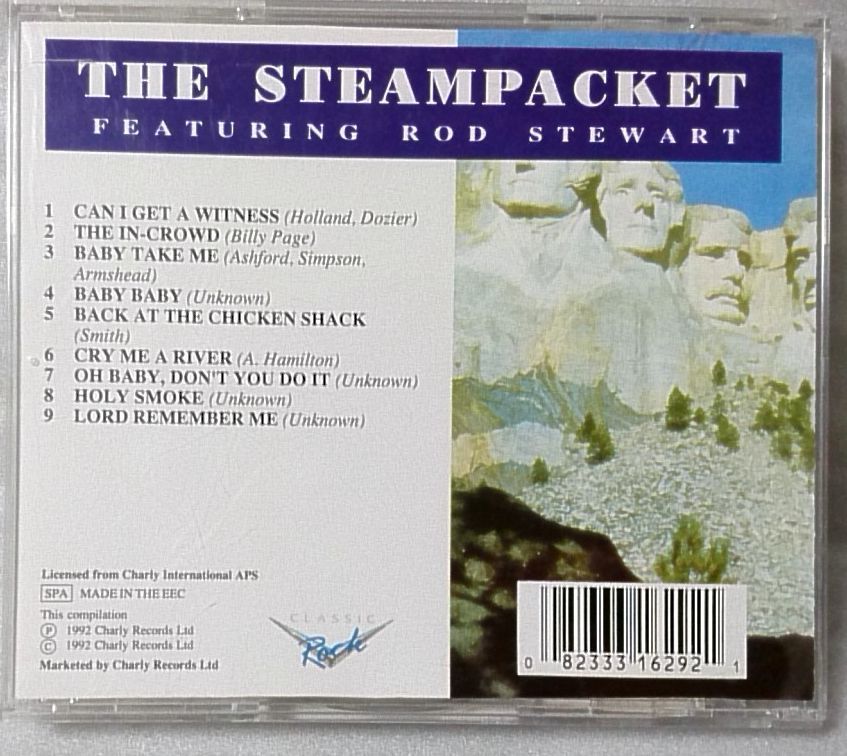 THE STEAMPACKET
FEATURING ROD STEWART
1 CAN I GET A WITNESS (Holland, Dozier)
2 THE IN-CROWD (Billy Page)
3 BABY TAKE ME (Ashford, Simpson,
Armshead)
4 BABY BABY (Unknown)
5 BACK AT THE CHICKEN SHACK
(Smith)
6 CRY ME A RIVER (A. Hamilton)
7 OH BABY, DON'T YOU DO IT (Unknown)
8 HOLY SMOKE (Unknown)
9 LORD REMEMBER ME (Unknown)
Licensed from Charly International APS
SPA MADE IN THE EEC
This compilation
Ⓟ 1992 Charly Records Ltd
© 1992 Charly Records Ltd
Marketed by Charly Records Ltd
CLASSIC
Rock
0 82333 16292 1